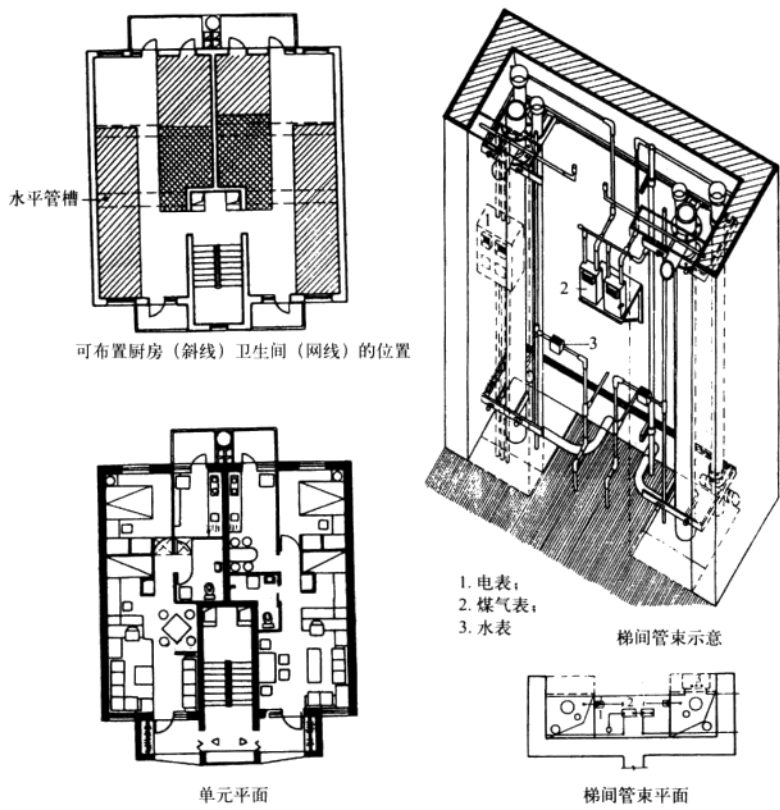 水平管槽
可布置厨房（斜线）卫生间（网线）的位置
1
2
3
1. 电表；
2. 煤气表；
3. 水表
梯间管束示意
单元平面
1
2
梯间管束平面